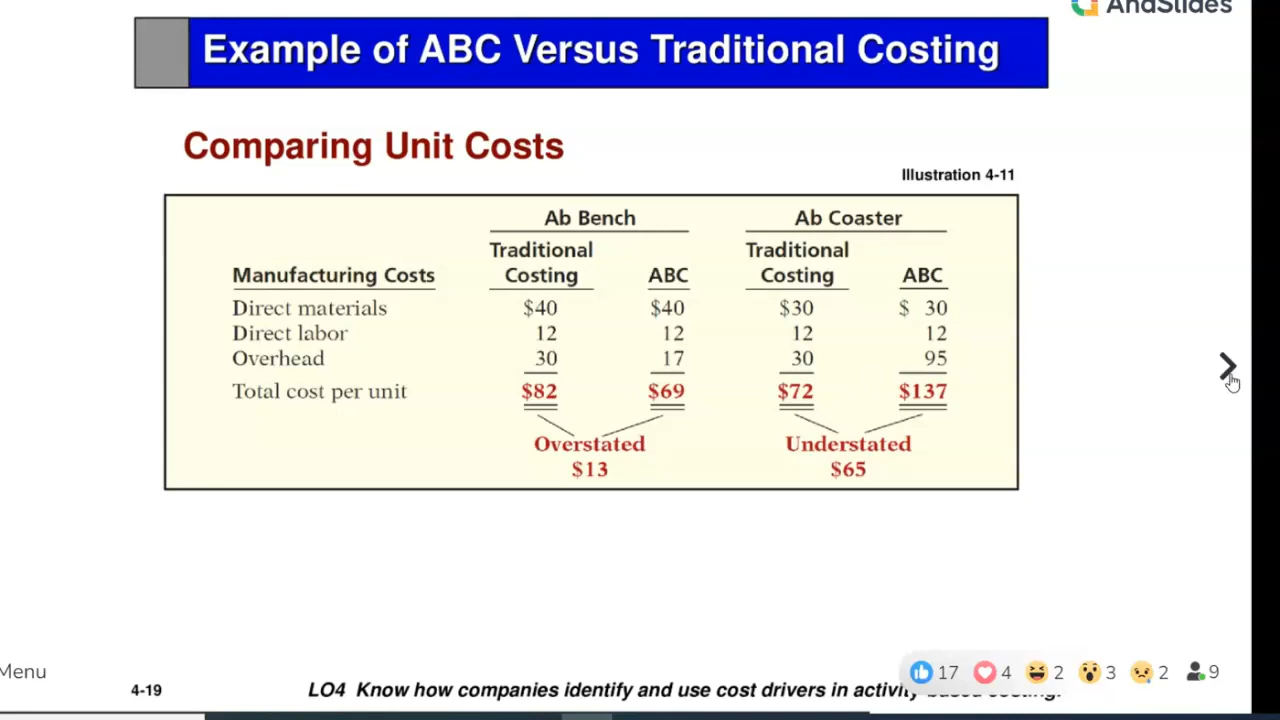 AhaSlides
Example of ABC Versus Traditional Costing
Comparing Unit Costs
Illustration 4-11
Ab Bench Ab Coaster
Traditional Traditional
Manufacturing Costs Costing ABC Costing ABC
Direct materials $40 $40 $30 $ 30
Direct labor 12 12 12 12
Overhead 30 17 30 95
Total cost per unit $82 $69 $72 $137
Overstated Understated
$13 $65
Menu
17 4 2 3 2 9
4-19 LO4 Know how companies identify and use cost drivers in activity-based costing.